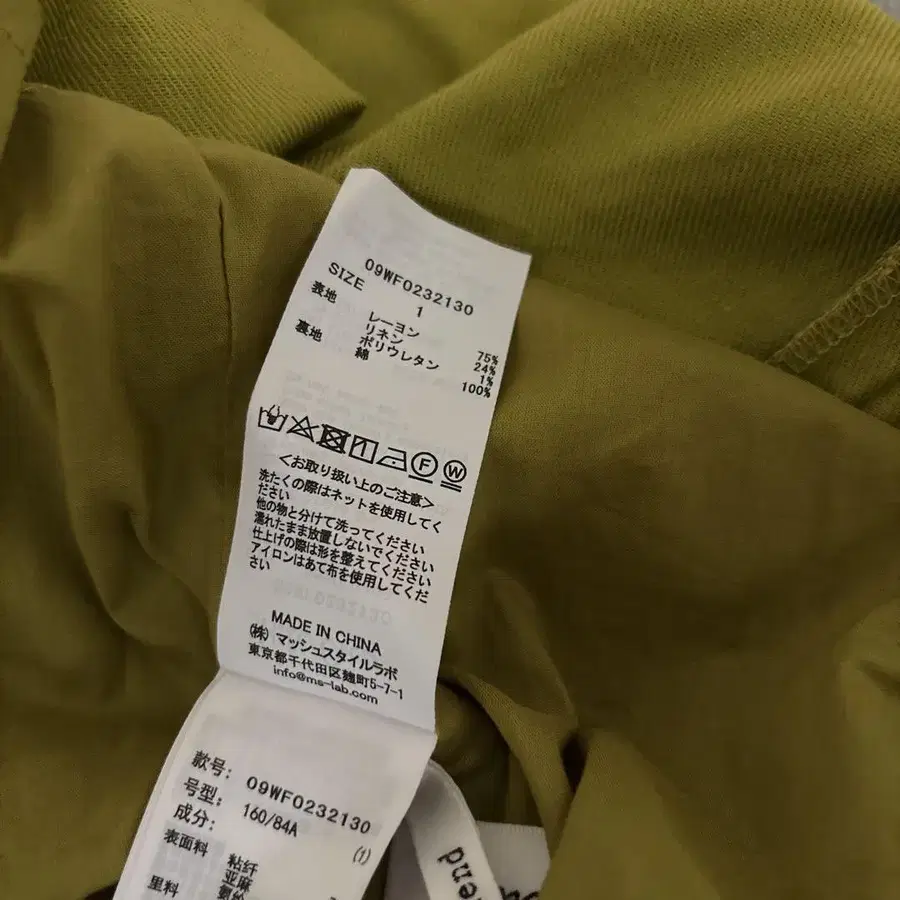 09WF0232130
SIZE 1
表地 レーヨン 75%
リネン 24%
ポリウレタン 1%
裏地 綿 100%
F W
＜お取り扱い上のご注意＞
洗たくの際はネットを使用してく
ださい
他の物と分けて洗ってください
濡れたまま放置しないでください
仕上げの際は形を整えてください
アイロンはあて布を使用してくだ
さい
MADE IN CHINA
(株) マッシュスタイルラボ
東京都千代田区麹町5-7-1
info@ms-lab.com
款号: 09WF0232130
号型: 160/84A (1)
成分:
表面料 粘纤
亚麻
里料